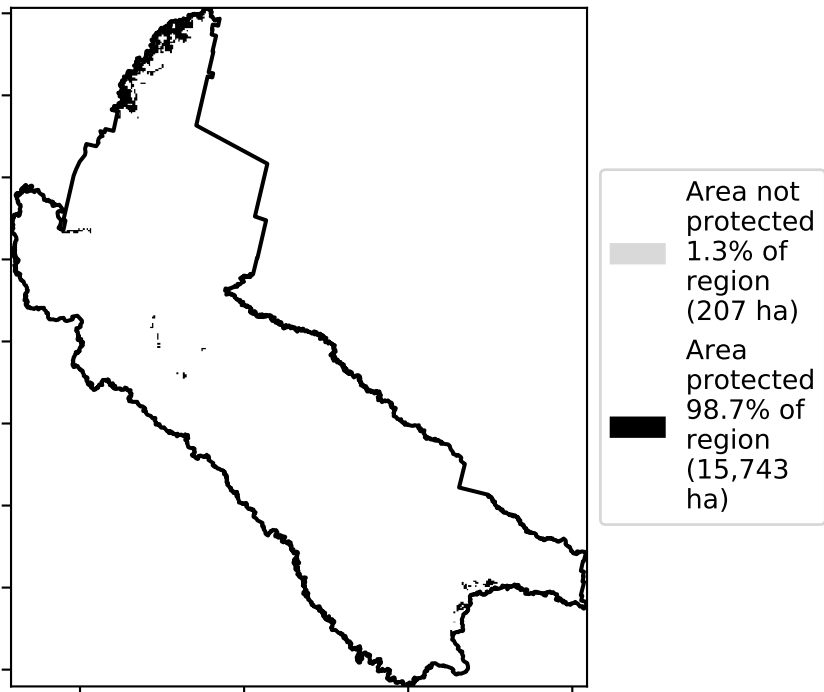 Area not
protected
1.3% of
region
(207 ha)
Area
protected
98.7% of
region
(15,743
ha)